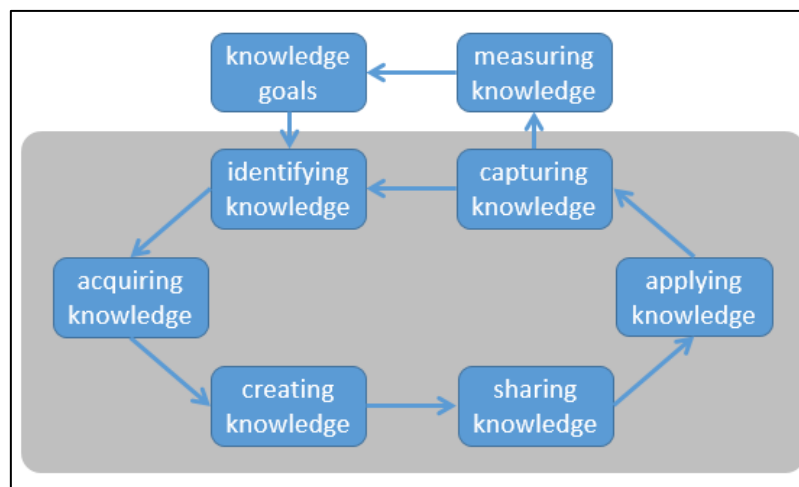 knowledge
goals
measuring
knowledge
identifying
knowledge
capturing
knowledge
acquiring
knowledge
applying
knowledge
creating
knowledge
sharing
knowledge